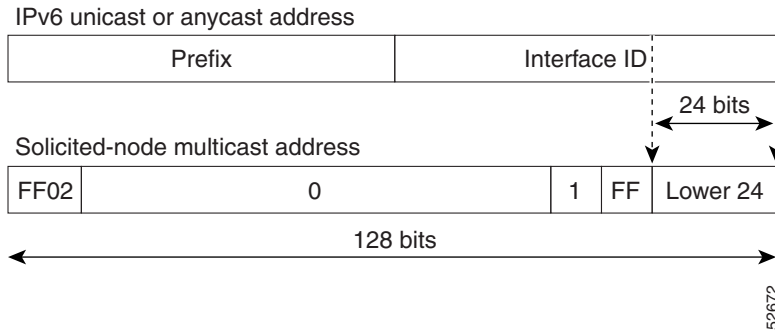 IPv6 unicast or anycast address
Prefix Interface ID
24 bits
Solicited-node multicast address
FF02 0 1 FF Lower 24
128 bits
52672